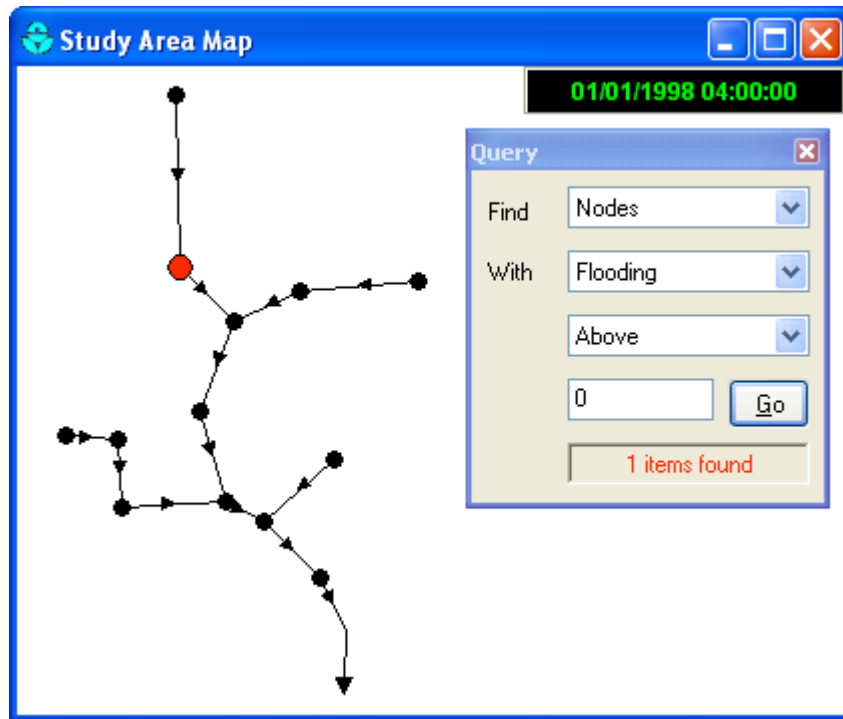 Study Area Map
01/01/1998 04:00:00
Query
Find Nodes
With Flooding
Above
0 Go
1 items found